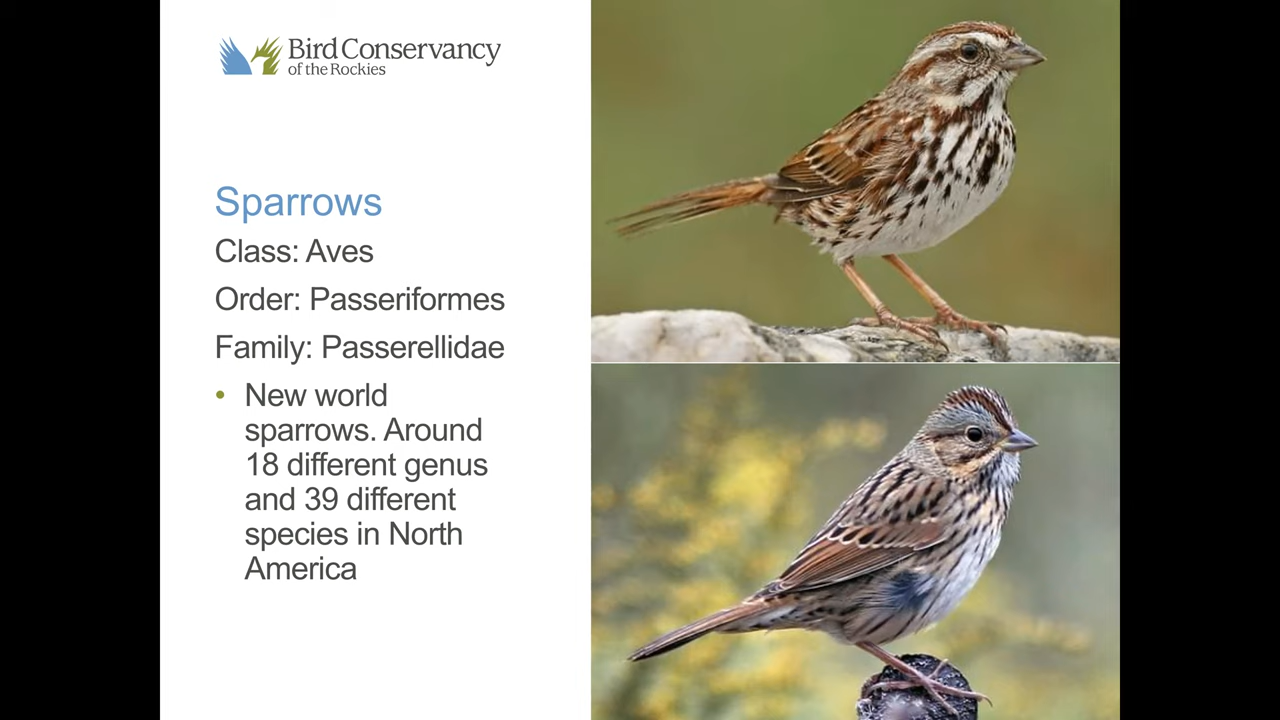 Bird Conservancy
of the Rockies
Sparrows
Class: Aves
Order: Passeriformes
Family: Passerellidae
• New world
sparrows. Around
18 different genus
and 39 different
species in North
America